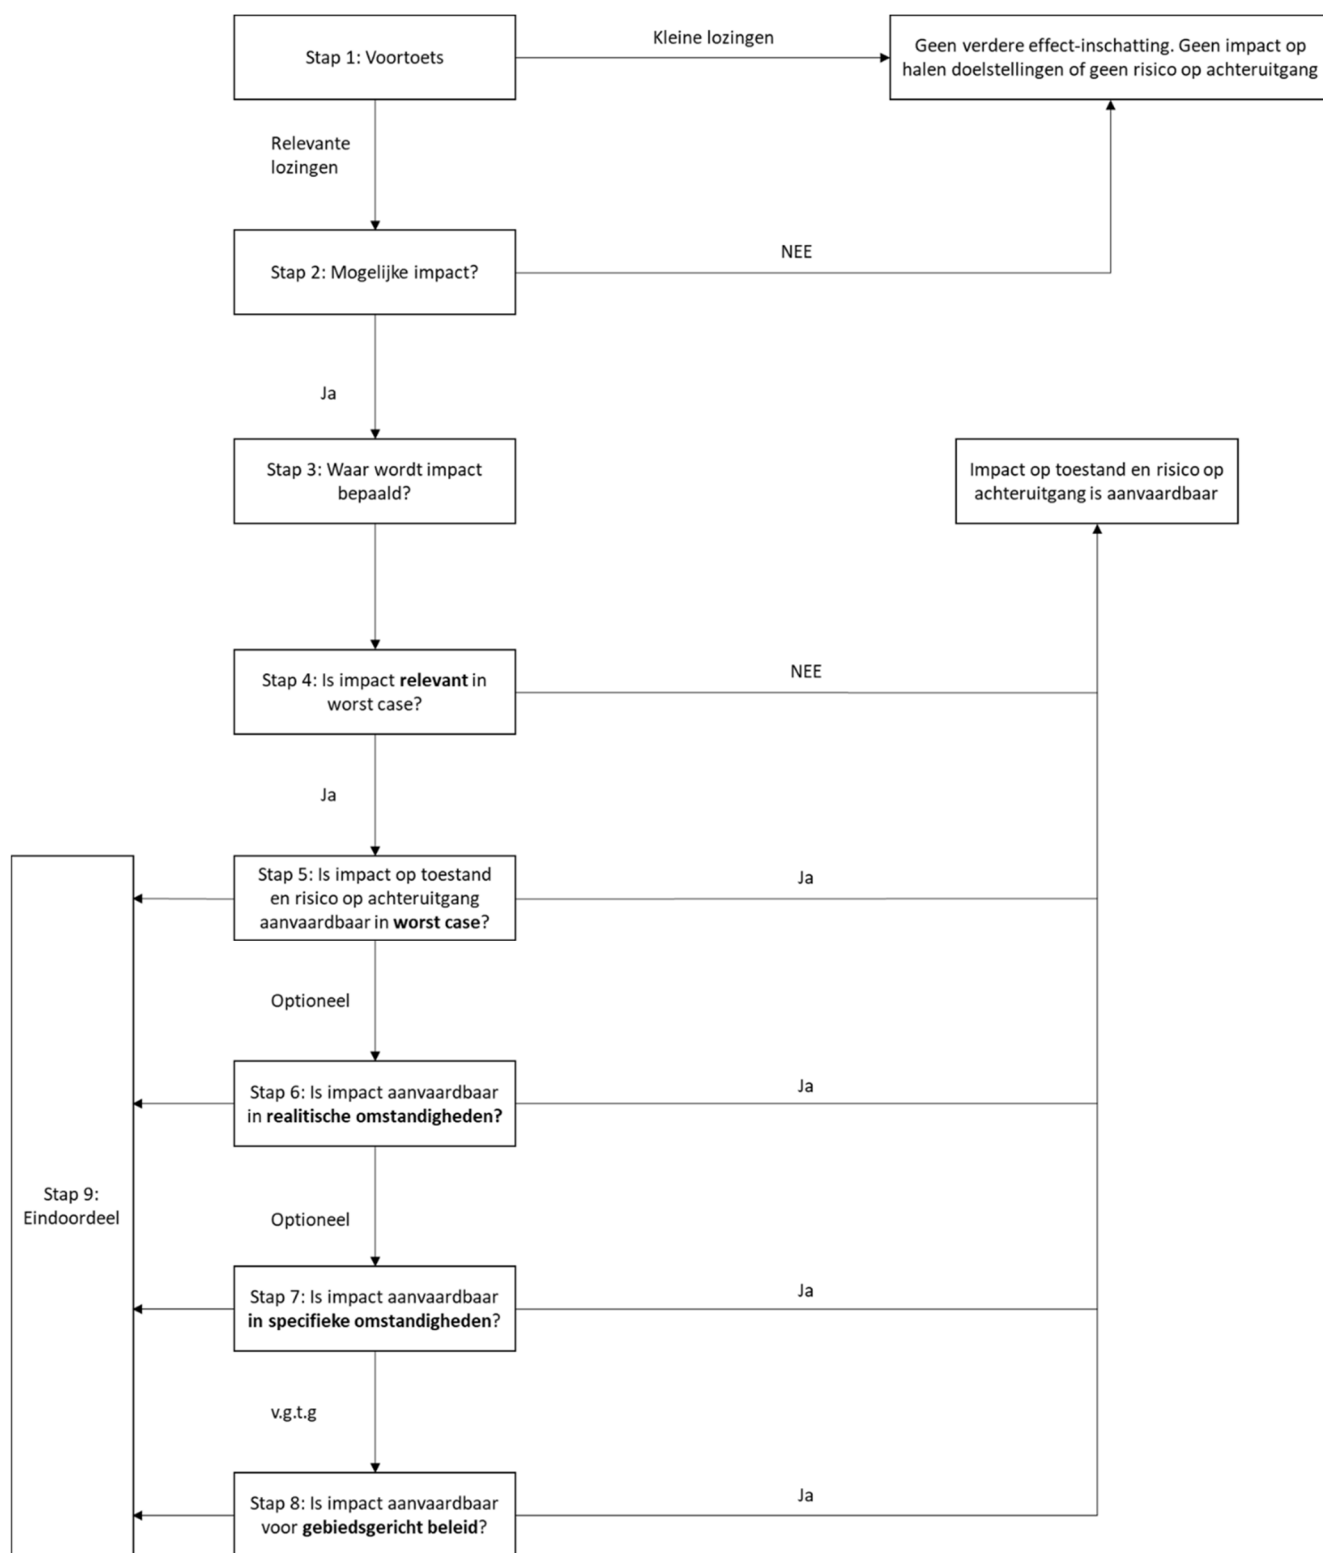 Stap 1: Voortoets
Kleine lozingen
Geen verdere effect-inschatting. Geen impact op
halen doelstellingen of geen risico op achteruitgang
Relevante
lozingen
Stap 2: Mogelijke impact?
NEE
Ja
Stap 3: Waar wordt impact
bepaald?
Impact op toestand en risico op
achteruitgang is aanvaardbaar
Stap 4: Is impact relevant in
worst case?
NEE
Ja
Stap 5: Is impact op toestand
en risico op achteruitgang
aanvaardbaar in worst case?
Ja
Optioneel
Stap 6: Is impact aanvaardbaar
in realitische omstandigheden?
Ja
Stap 9:
Eindoordeel
Optioneel
Stap 7: Is impact aanvaardbaar
in specifieke omstandigheden?
Ja
v.g.t.g
Stap 8: Is impact aanvaardbaar
voor gebiedsgericht beleid?
Ja